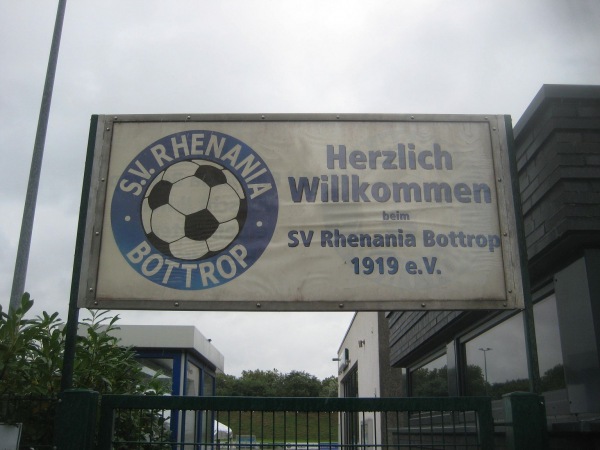 S.V. RHENANIA
BOTTROP
Herzlich
Willkommen
beim
SV Rhenania Bottrop
1919 e.V.